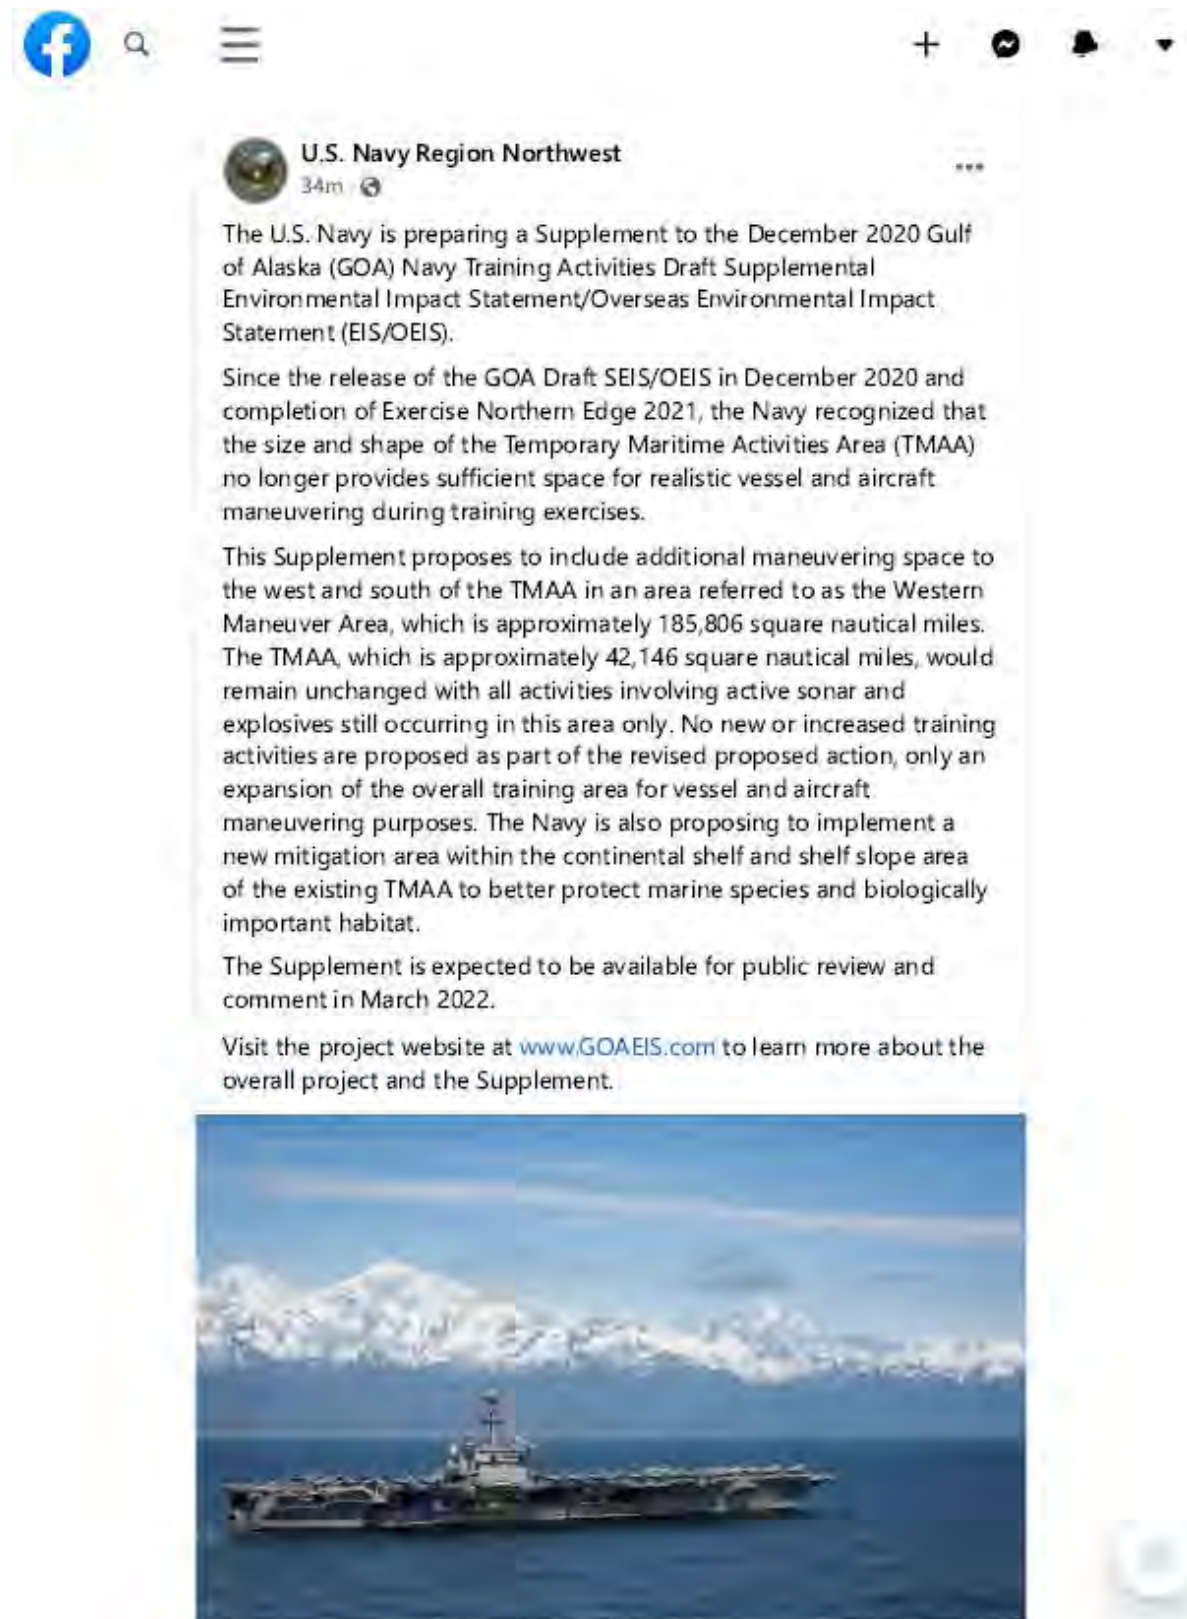 U.S. Navy Region Northwest
34m
The U.S. Navy is preparing a Supplement to the December 2020 Gulf
of Alaska (GOA) Navy Training Activities Draft Supplemental
Environmental Impact Statement/Overseas Environmental Impact
Statement (EIS/OEIS).
Since the release of the GOA Draft SEIS/OEIS in December 2020 and
completion of Exercise Northern Edge 2021, the Navy recognized that
the size and shape of the Temporary Maritime Activities Area (TMAA)
no longer provides sufficient space for realistic vessel and aircraft
maneuvering during training exercises.
This Supplement proposes to include additional maneuvering space to
the west and south of the TMAA in an area referred to as the Western
Maneuver Area, which is approximately 185,806 square nautical miles.
The TMAA, which is approximately 42,146 square nautical miles, would
remain unchanged with all activities involving active sonar and
explosives still occurring in this area only. No new or increased training
activities are proposed as part of the revised proposed action, only an
expansion of the overall training area for vessel and aircraft
maneuvering purposes. The Navy is also proposing to implement a
new mitigation area within the continental shelf and shelf slope area
of the existing TMAA to better protect marine species and biologically
important habitat.
The Supplement is expected to be available for public review and
comment in March 2022.
Visit the project website at www.GOAEIS.com to learn more about the
overall project and the Supplement.